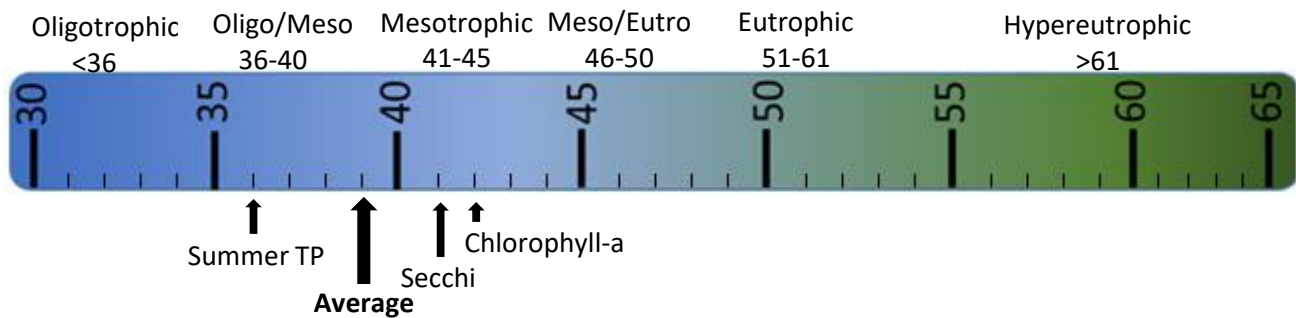 Oligotrophic Oligo/Meso Mesotrophic Meso/Eutro Eutrophic Hypereutrophic
<36 36-40 41-45 46-50 51-61 >61
30 35 40 45 50 55 60 65
Summer TP Chlorophyll-a
Secchi
Average